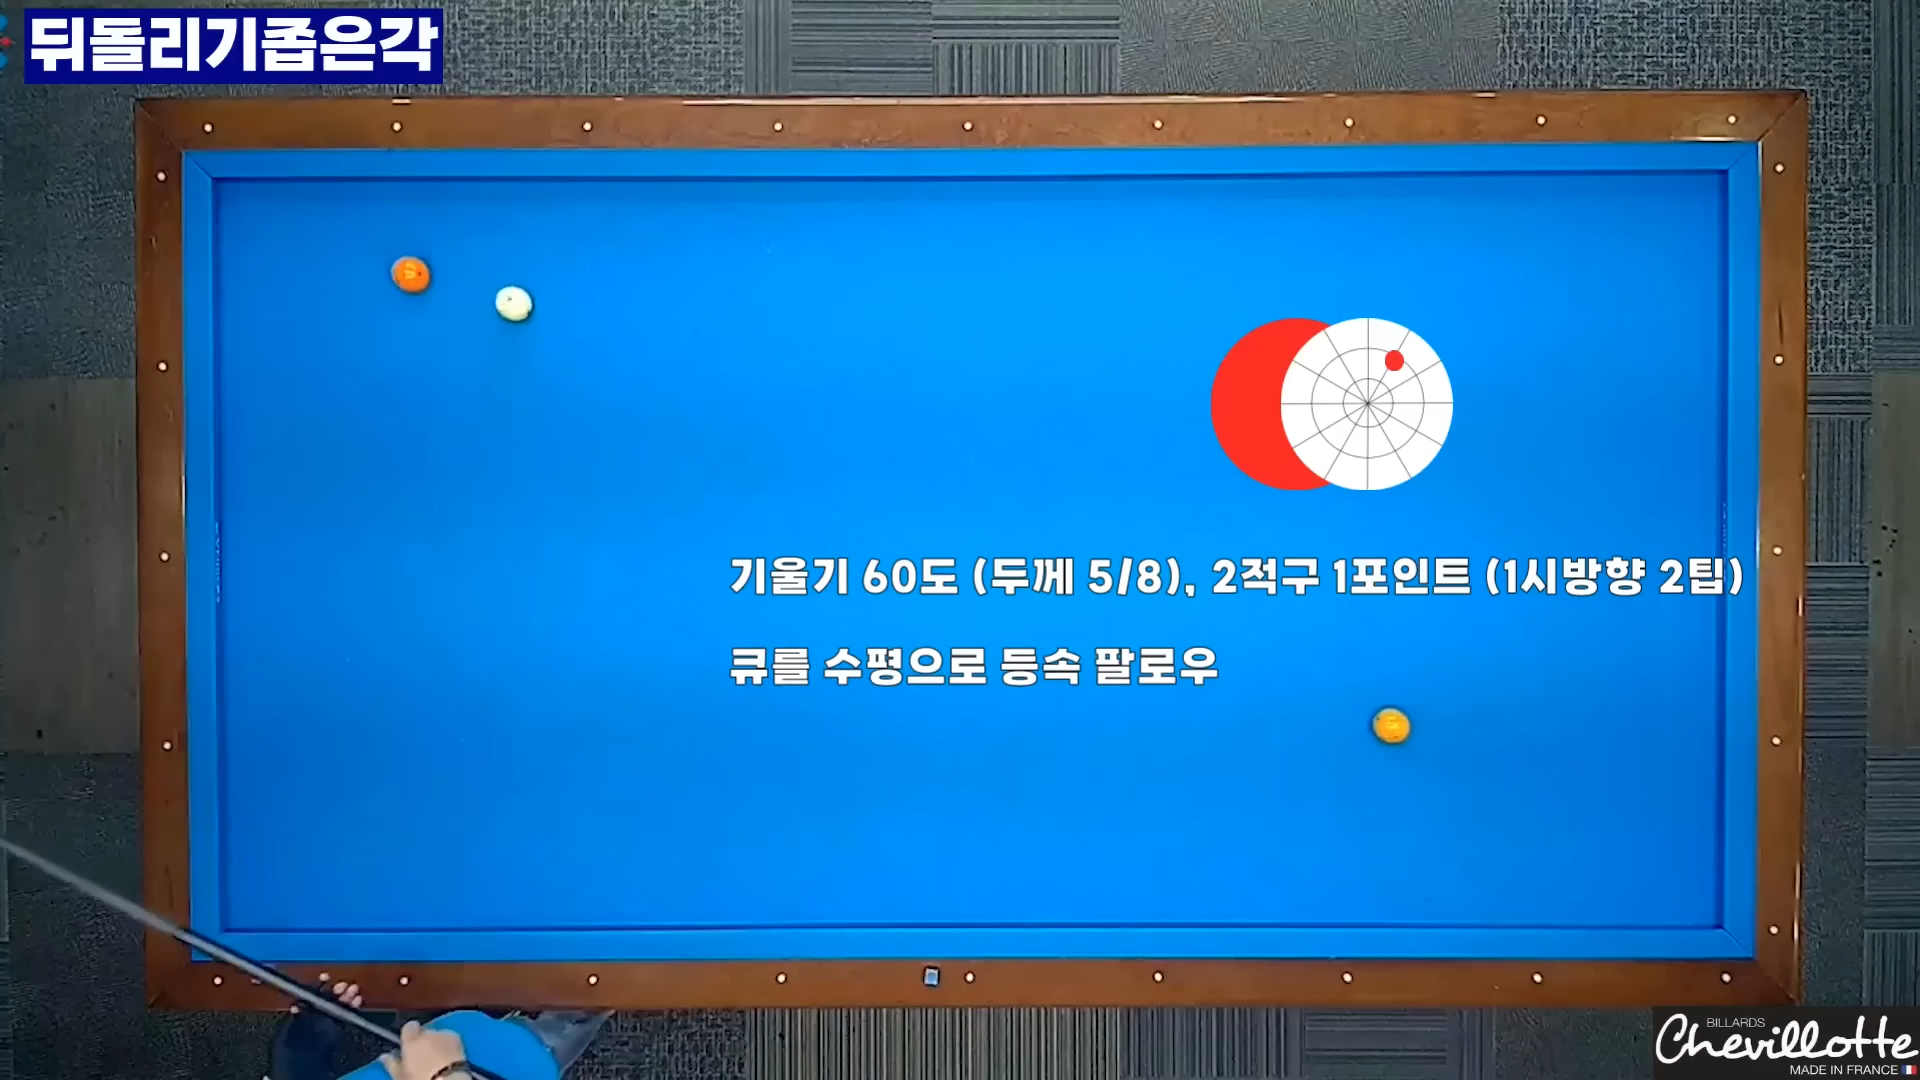 뒤돌리기좁은각
기울기 60도 (두께 5/8), 2적구 1포인트 (1시방향 2팁)
큐를 수평으로 등속 팔로우
BILLARDS
Chevillotte
MADE IN FRANCE